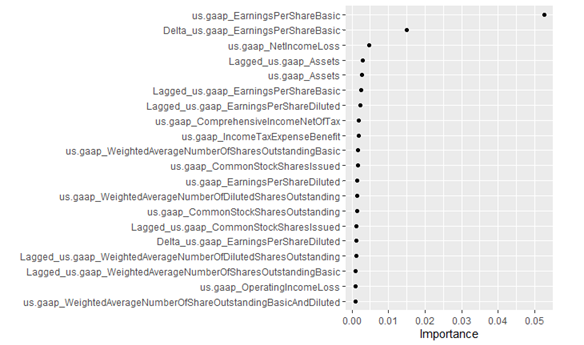 us.gaap_EarningsPerShareBasic
Delta_us.gaap_EarningsPerShareBasic
us.gaap_NetIncomeLoss
Lagged_us.gaap_Assets
us.gaap_Assets
Lagged_us.gaap_EarningsPerShareBasic
Lagged_us.gaap_EarningsPerShareDiluted
us.gaap_ComprehensiveIncomeNetOfTax
us.gaap_IncomeTaxExpenseBenefit
us.gaap_WeightedAverageNumberOfSharesOutstandingBasic
us.gaap_CommonStockSharesIssued
us.gaap_EarningsPerShareDiluted
us.gaap_WeightedAverageNumberOfDilutedSharesOutstanding
us.gaap_CommonStockSharesOutstanding
Lagged_us.gaap_CommonStockSharesIssued
Delta_us.gaap_EarningsPerShareDiluted
Lagged_us.gaap_WeightedAverageNumberOfDilutedSharesOutstanding
Lagged_us.gaap_WeightedAverageNumberOfSharesOutstandingBasic
us.gaap_OperatingIncomeLoss
us.gaap_WeightedAverageNumberOfShareOutstandingBasicAndDiluted
0.00 0.01 0.02 0.03 0.04 0.05
Importance